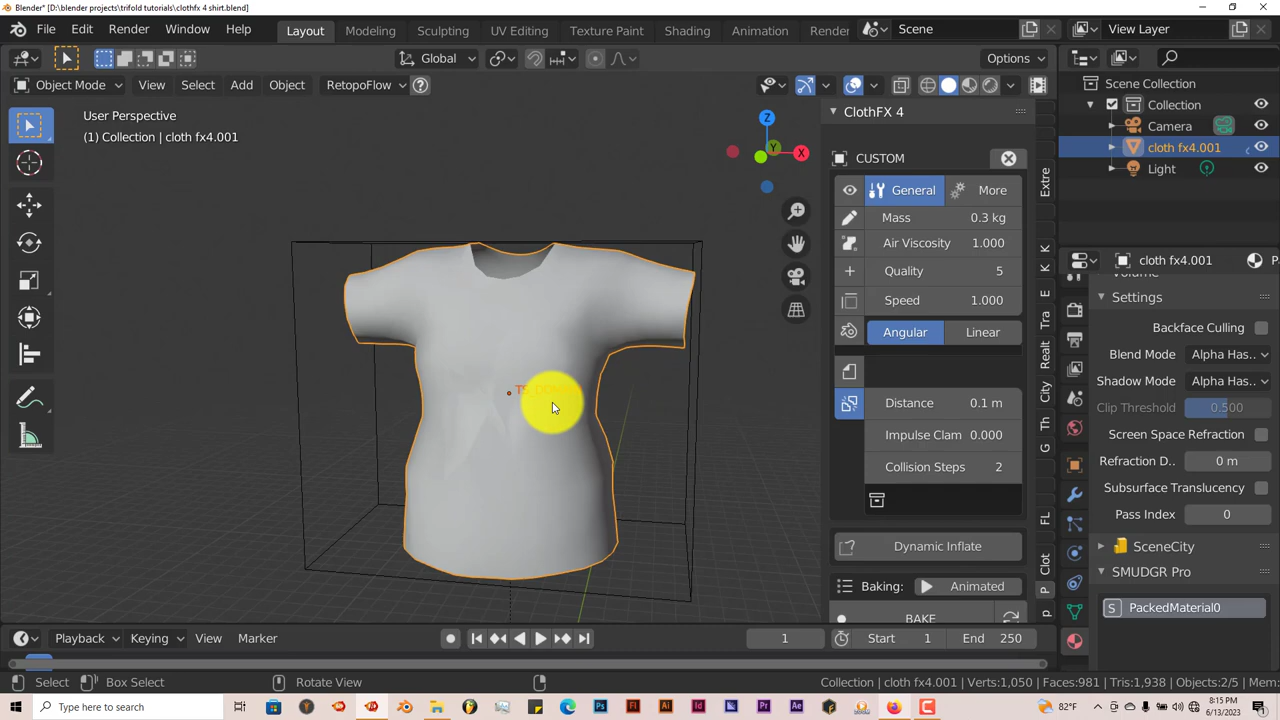 Blender* [D:\blender projects\trifold tutorials\clothfx 4 shirt.blend]
File Edit Render Window Help Layout Modeling Sculpting UV Editing Texture Paint Shading Animation Render Scene View Layer
Global Options
Object Mode View Select Add Object RetopoFlow
User Perspective
(1) Collection | cloth fx4.001
Z
Y
X
ClothFX 4
CUSTOM
General More
Mass 0.3 kg
Air Viscosity 1.000
Quality 5
Speed 1.000
Angular Linear
Distance 0.1 m
Impulse Clam 0.000
Collision Steps 2
Dynamic Inflate
Baking: Animated
BAKE
Extre
K
K
E
Tra
Realt
City
Th
G
FL
Clot
P
p
Scene Collection
Collection
Camera
cloth fx4.001
Light
cloth fx4.001 P
Volume
Settings
Backface Culling
Blend Mode Alpha Has..
Shadow Mode Alpha Has..
Clip Threshold 0.500
Screen Space Refraction
Refraction D.. 0 m
Subsurface Translucency
Pass Index 0
SceneCity
SMUDGR Pro
S PackedMaterial0
Playback Keying View Marker 1 Start 1 End 250
Select Box Select Rotate View Collection | cloth fx4.001 | Verts:1,050 | Faces:981 | Tris:1,938 | Objects:2/5 | Mem:
Type here to search 82°F 8:15 PM
6/13/2023